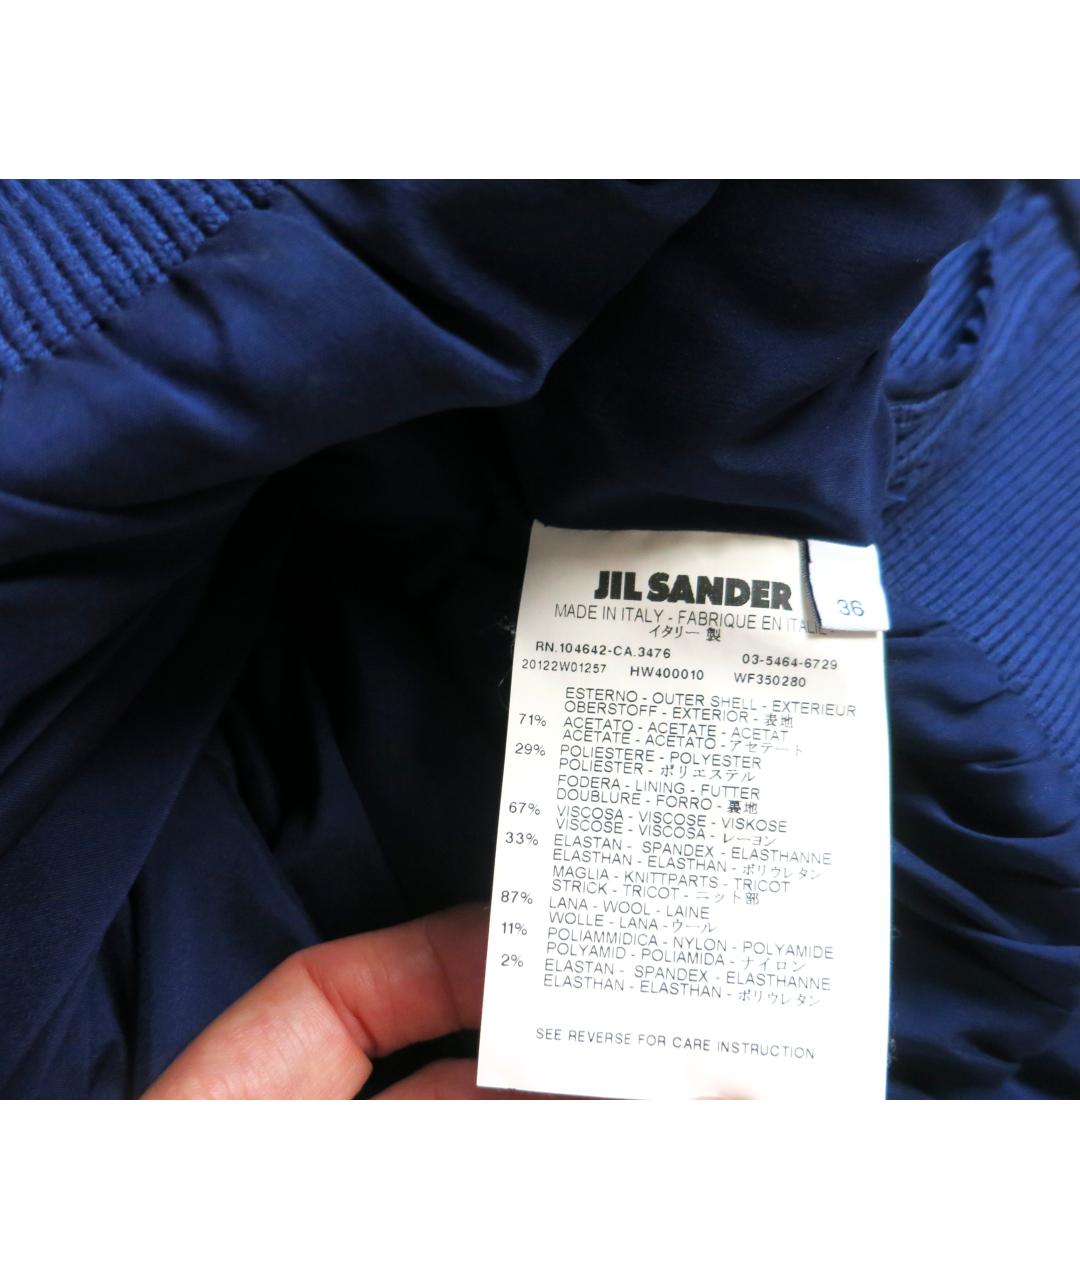 JIL SANDER
36
MADE IN ITALY - FABRIQUE EN ITALIE
イタリー 製
RN.104642-CA.3476 03-5464-6729
20122W01257 HW400010 WF350280
ESTERNO - OUTER SHELL - EXTERIEUR
OBERSTOFF - EXTERIOR - 表地
71% ACETATO - ACETATE - ACETAT
ACETATE - ACETATO - アセテート
29% POLIESTERE - POLYESTER
POLIESTER - ポリエステル
FODERA - LINING - FUTTER
DOUBLURE - FORRO - 裏地
67% VISCOSA - VISCOSE - VISKOSE
VISCOSE - VISCOSA - レーヨン
33% ELASTAN - SPANDEX - ELASTHANNE
ELASTHAN - ELASTHAN - ポリウレタン
MAGLIA - KNITTPARTS - TRICOT
STRICK - TRICOT - ニット部
87% LANA - WOOL - LAINE
WOLLE - LANA - ウール
11% POLIAMMIDICA - NYLON - POLYAMIDE
POLYAMID - POLIAMIDA - ナイロン
2% ELASTAN - SPANDEX - ELASTHANNE
ELASTHAN - ELASTHAN - ポリウレタン
SEE REVERSE FOR CARE INSTRUCTION